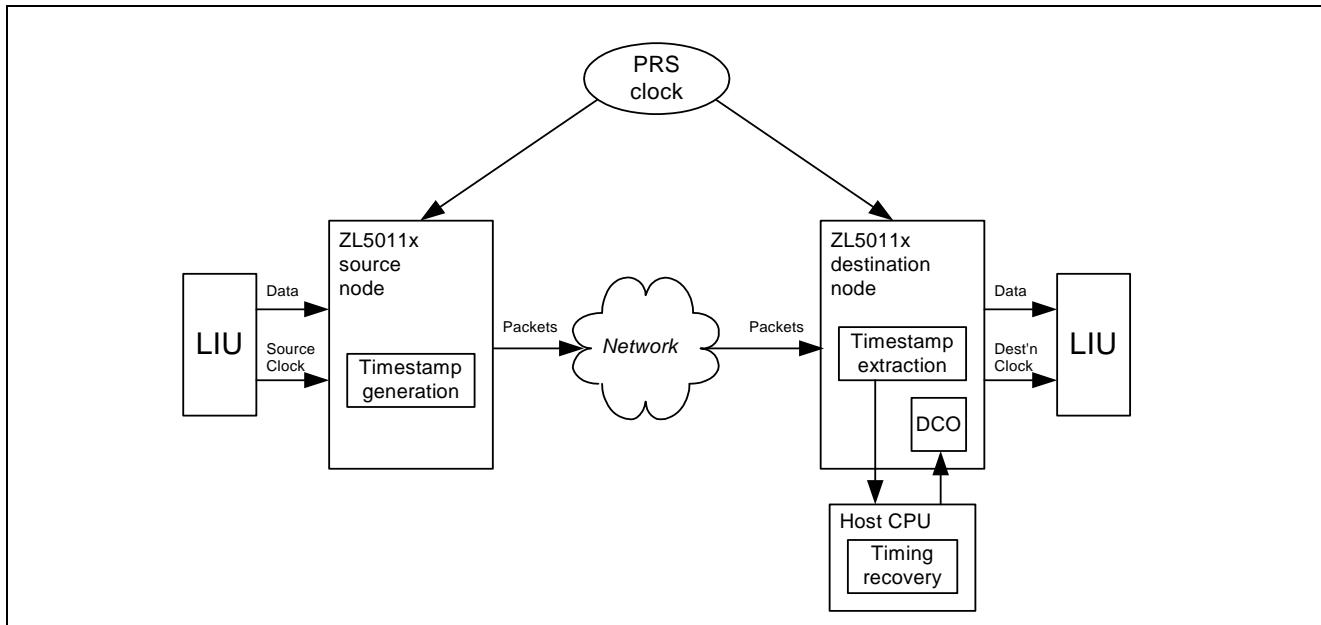 PRS
clock
ZL5011x
source
node
ZL5011x
destination
node
LIU
Data
Source
Clock
Timestamp
generation
Packets
Network
Packets
Timestamp
extraction
DCO
Data
Dest'n
Clock
LIU
Host CPU
Timing
recovery